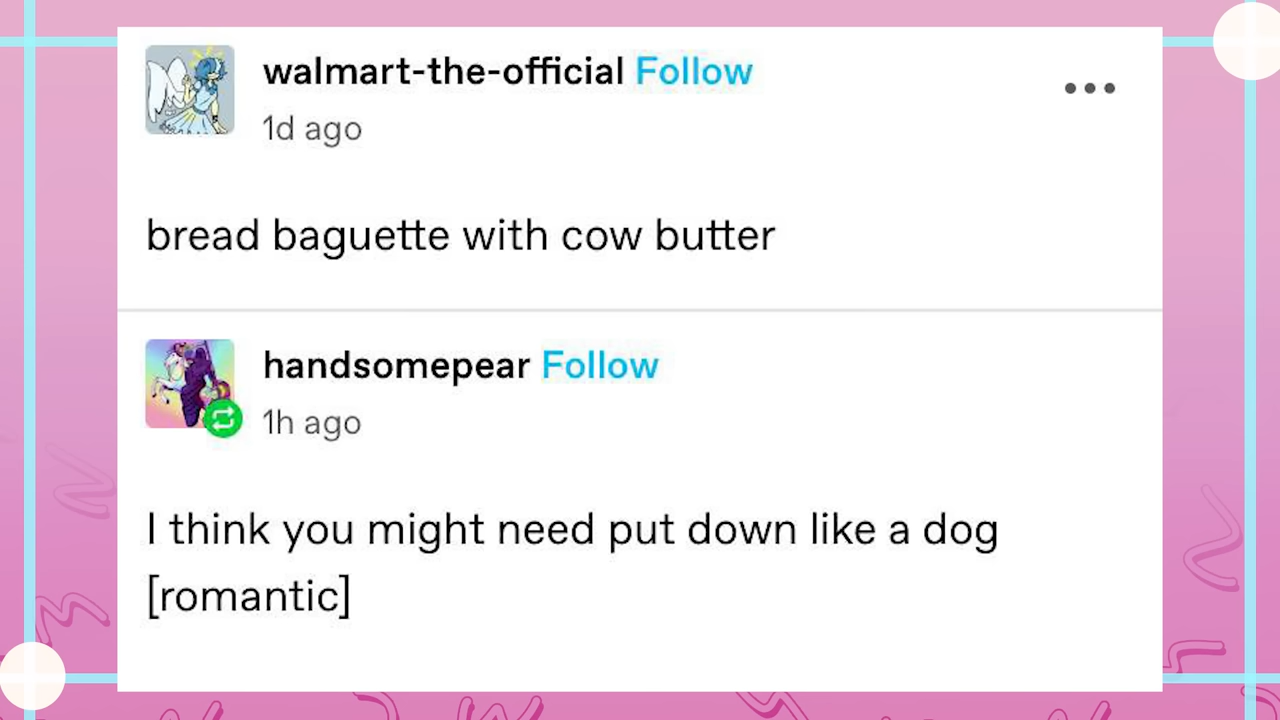 walmart-the-official Follow
1d ago
bread baguette with cow butter
handsomepear Follow
1h ago
I think you might need put down like a dog
[romantic]